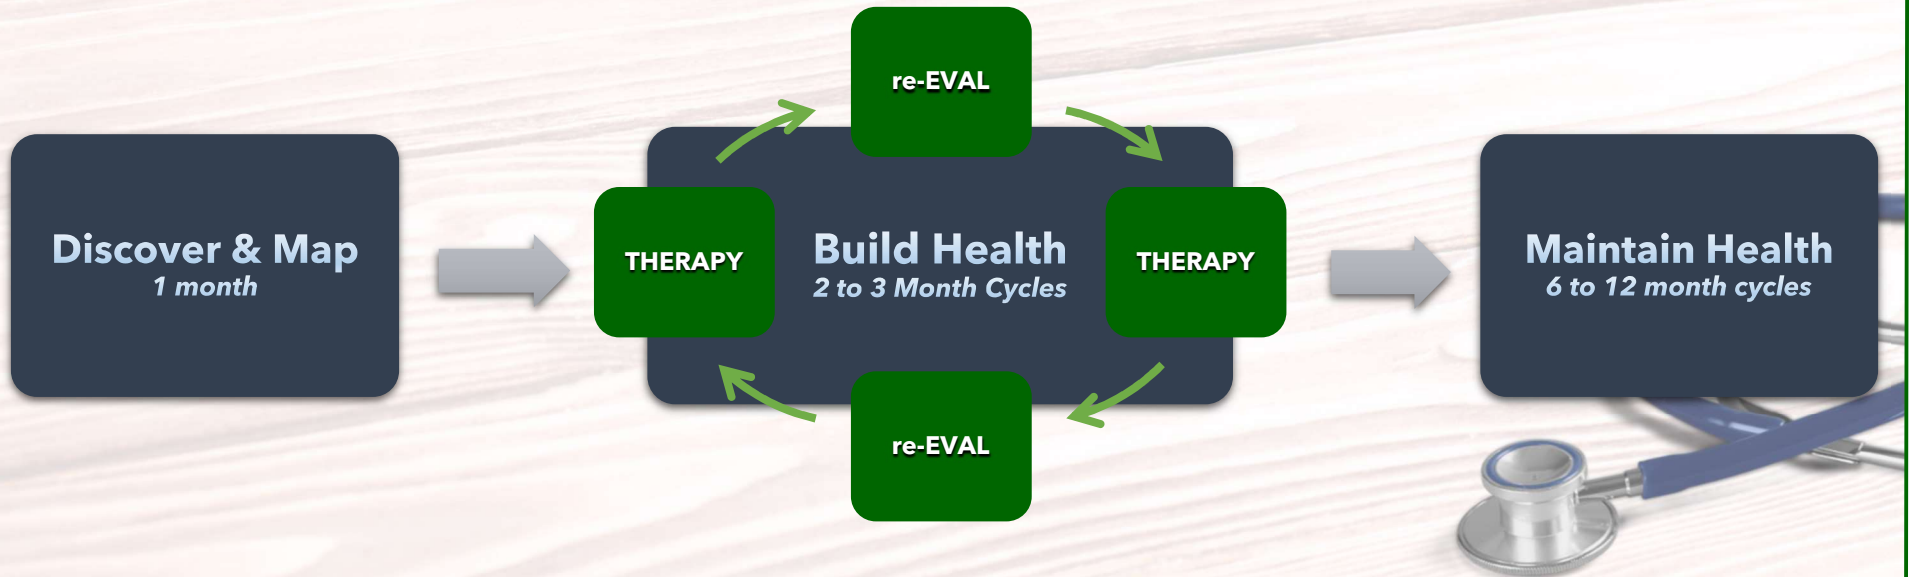 re-EVAL
Discover & Map
1 month
THERAPY
Build Health
2 to 3 Month Cycles
THERAPY
Maintain Health
6 to 12 month cycles
re-EVAL